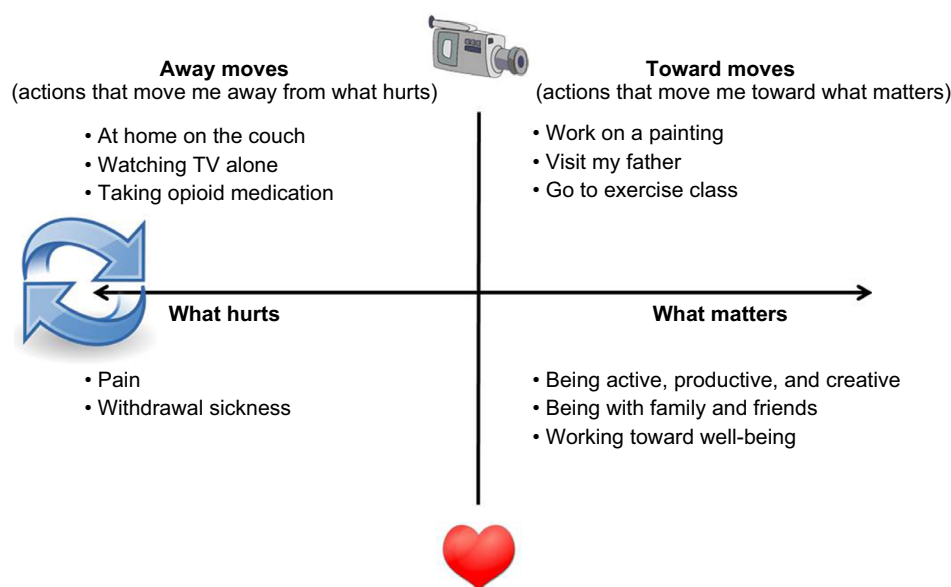 Away moves
(actions that move me away from what hurts)
• At home on the couch
• Watching TV alone
• Taking opioid medication
Toward moves
(actions that move me toward what matters)
• Work on a painting
• Visit my father
• Go to exercise class
What hurts
• Pain
• Withdrawal sickness
What matters
• Being active, productive, and creative
• Being with family and friends
• Working toward well-being